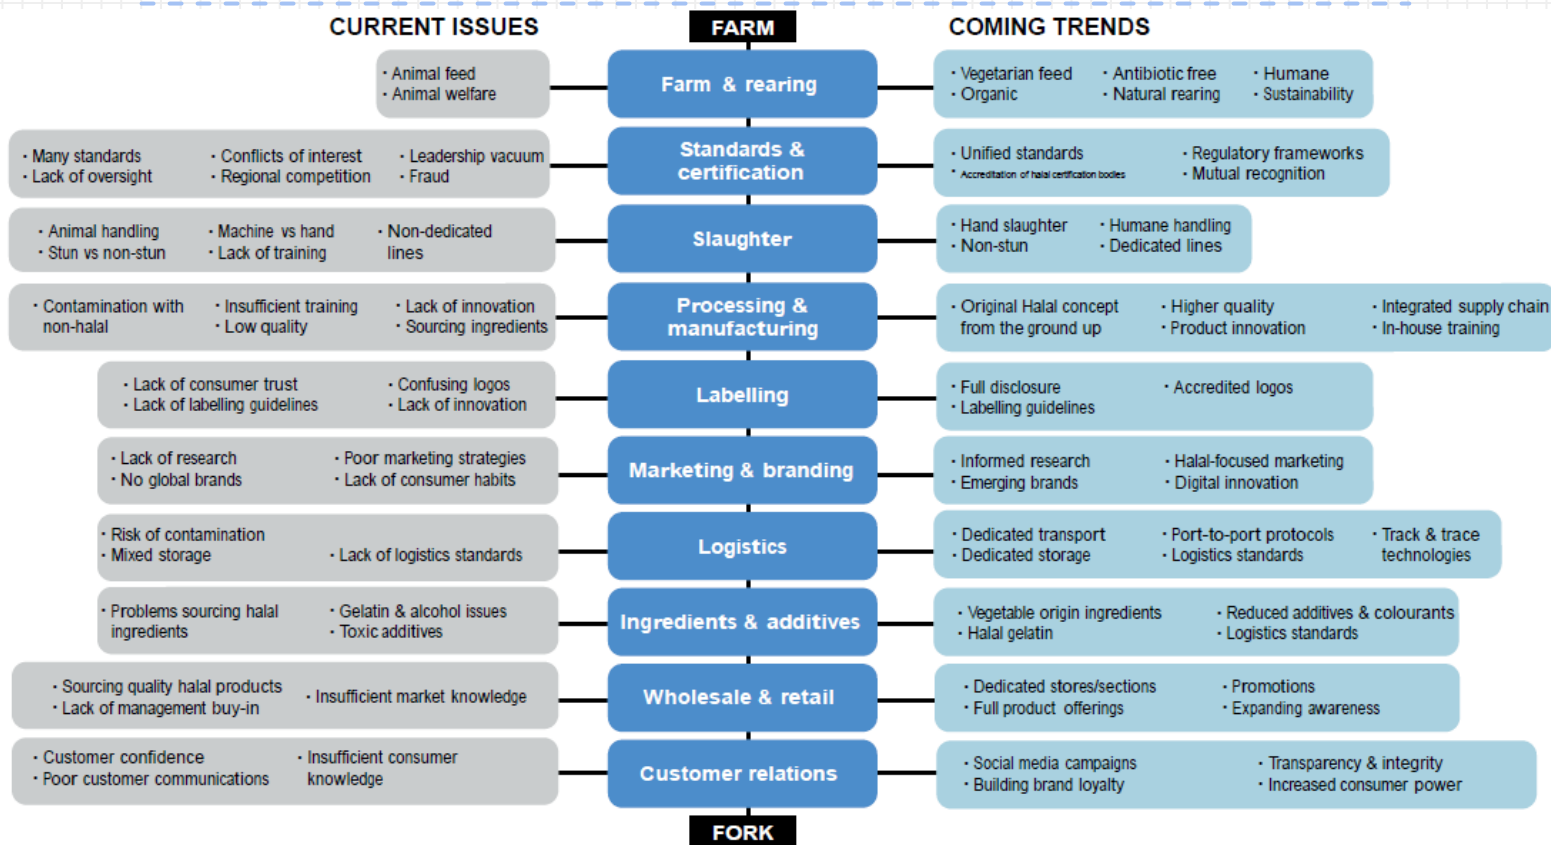 CURRENT ISSUES
FARM
COMING TRENDS
· Animal feed
· Animal welfare
Farm & rearing
· Vegetarian feed · Antibiotic free · Humane
· Organic · Natural rearing · Sustainability
· Many standards · Conflicts of interest · Leadership vacuum
· Lack of oversight · Regional competition · Fraud
Standards &
certification
· Unified standards · Regulatory frameworks
· Accreditation of halal certification bodies · Mutual recognition
· Animal handling · Machine vs hand · Non-dedicated
· Stun vs non-stun · Lack of training lines
Slaughter
· Hand slaughter · Humane handling
· Non-stun · Dedicated lines
· Contamination with · Insufficient training · Lack of innovation
non-halal · Low quality · Sourcing ingredients
Processing &
manufacturing
· Original Halal concept · Higher quality · Integrated supply chain
from the ground up · Product innovation · In-house training
· Lack of consumer trust · Confusing logos
· Lack of labelling guidelines · Lack of innovation
Labelling
· Full disclosure · Accredited logos
· Labelling guidelines
· Lack of research · Poor marketing strategies
· No global brands · Lack of consumer habits
Marketing & branding
· Informed research · Halal-focused marketing
· Emerging brands · Digital innovation
· Risk of contamination
· Mixed storage · Lack of logistics standards
Logistics
· Dedicated transport · Port-to-port protocols · Track & trace
· Dedicated storage · Logistics standards technologies
· Problems sourcing halal · Gelatin & alcohol issues
ingredients · Toxic additives
Ingredients & additives
· Vegetable origin ingredients · Reduced additives & colourants
· Halal gelatin · Logistics standards
· Sourcing quality halal products · Insufficient market knowledge
· Lack of management buy-in
Wholesale & retail
· Dedicated stores/sections · Promotions
· Full product offerings · Expanding awareness
· Customer confidence · Insufficient consumer
· Poor customer communications knowledge
Customer relations
· Social media campaigns · Transparency & integrity
· Building brand loyalty · Increased consumer power
FORK